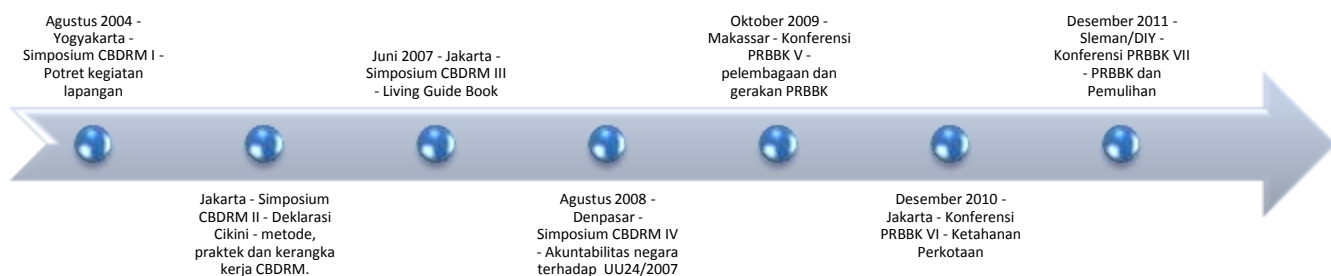 Agustus 2004 -
Yogyakarta -
Simposium CBDRM I -
Potret kegiatan
lapangan
Jakarta - Simposium
CBDRM II - Deklarasi
Cikini - metode,
praktek dan kerangka
kerja CBDRM.
Juni 2007 - Jakarta -
Simposium CBDRM III
- Living Guide Book
Agustus 2008 -
Denpasar -
Simposium CBDRM IV
- Akuntabilitas negara
terhadap UU24/2007
Oktober 2009 -
Makassar - Konferensi
PRBBK V -
pelembagaan dan
gerakan PRBBK
Desember 2010 -
Jakarta - Konferensi
PRBBK VI - Ketahanan
Perkotaan
Desember 2011 -
Sleman/DIY -
Konferensi PRBBK VII
- PRBBK dan
Pemulihan